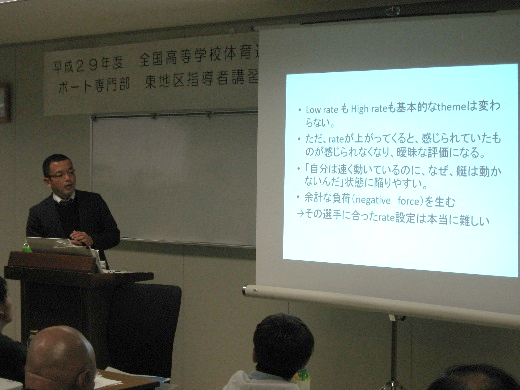 平成29年度 全国高等学校体育
ボート専門部 東地区指導者講習
• Low rate も High rateも基本的なthemeは変わ
らない。
• ただ、rateが上がってくると、感じられていたも
のが感じられなくなり、曖昧な評価になる。
• 「自分は速く動いているのに、なぜ、艇は動か
ないんだ」状態に陥りやすい。
• 余計な負荷(negative force)を生む
→その選手に合ったrate設定は本当に難しい